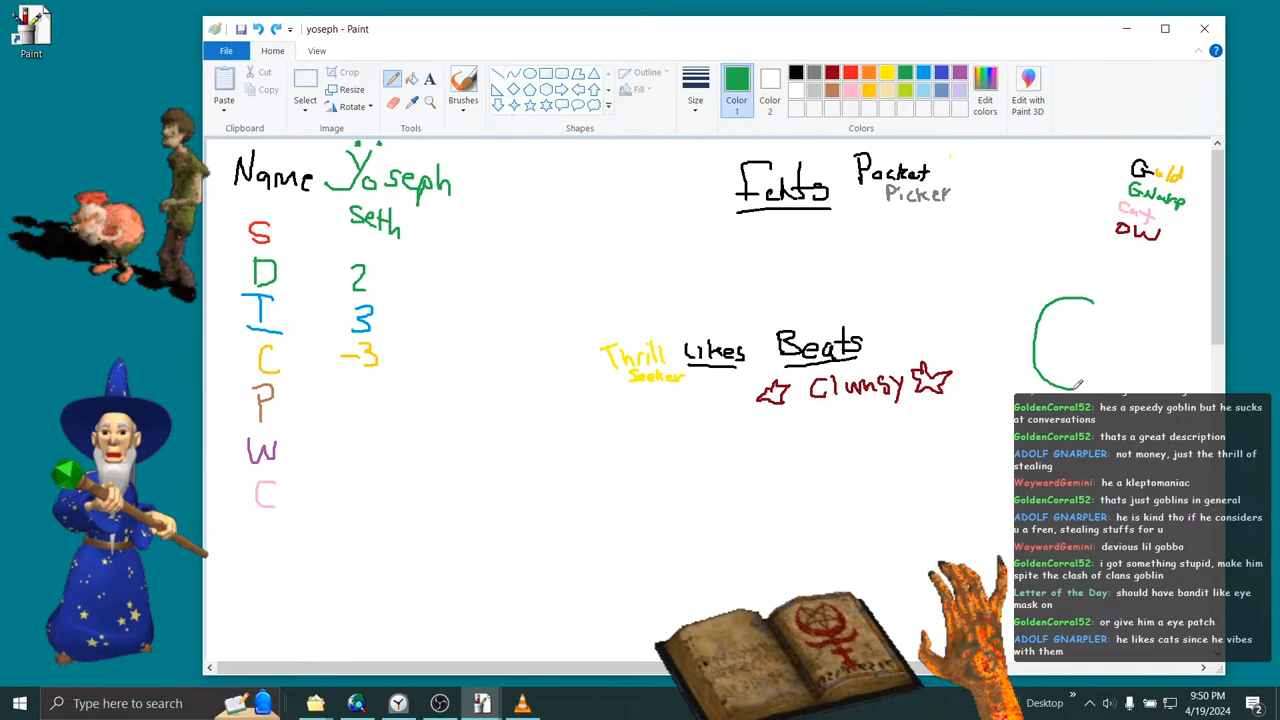 Paint
yoseph - Paint
File Home View
Paste
Cut
Copy
Clipboard
Select
Crop
Resize
Rotate
Image
Tools
Brushes
Shapes
Outline
Fill
Size
Color 1
Color 2
Colors
Edit colors
Edit with Paint 3D
Name Ÿoseph
Seth
S
D 2
I 3
C -3
P
W
C
Packet
Picker
Gold
Gnarp
Cat
DW
Thrill
Seeker
Likes
Beats
Clumsy
GoldenCorral52: hes a speedy goblin but he sucks
at conversations
GoldenCorral52: thats a great description
ADOLF GNARPLER: not money, just the thrill of
stealing
WaywardGemini: he a kleptomaniac
GoldenCorral52: thats just goblins in general
ADOLF GNARPLER: he is kind tho if he considers
u a fren, stealing stuffs for u
WaywardGemini: devious lil gobbo
GoldenCorral52: i got something stupid, make him
spite the clash of clans goblin
Letter of the Day: should have bandit like eye
mask on
GoldenCorral52: or give him a eye patch
ADOLF GNARPLER: he likes cats since he vibes
with them
Type here to search
Desktop
9:50 PM
4/19/2024
2